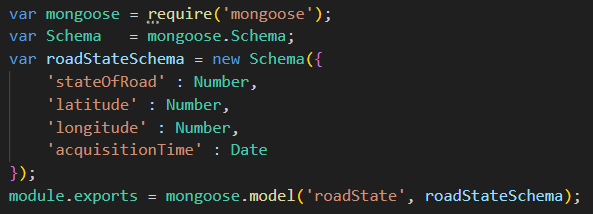 var mongoose = require('mongoose');
var Schema   = mongoose.Schema;
var roadStateSchema = new Schema({
    'stateOfRoad' : Number,
    'latitude' : Number,
    'longitude' : Number,
    'acquisitionTime' : Date
});
module.exports = mongoose.model('roadState', roadStateSchema);